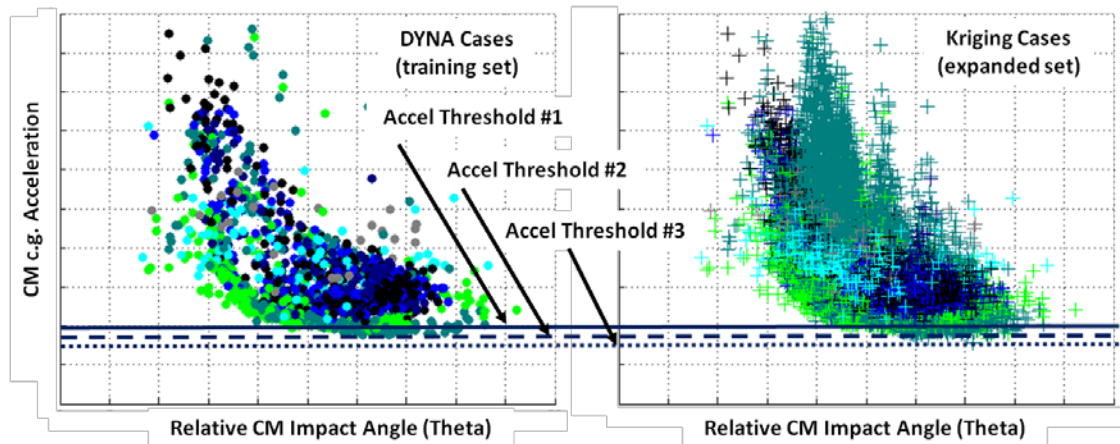 DYNA Cases
(training set)
Kriging Cases
(expanded set)
Accel Threshold #1
Accel Threshold #2
Accel Threshold #3
CM c.g. Acceleration
Relative CM Impact Angle (Theta)
Relative CM Impact Angle (Theta)